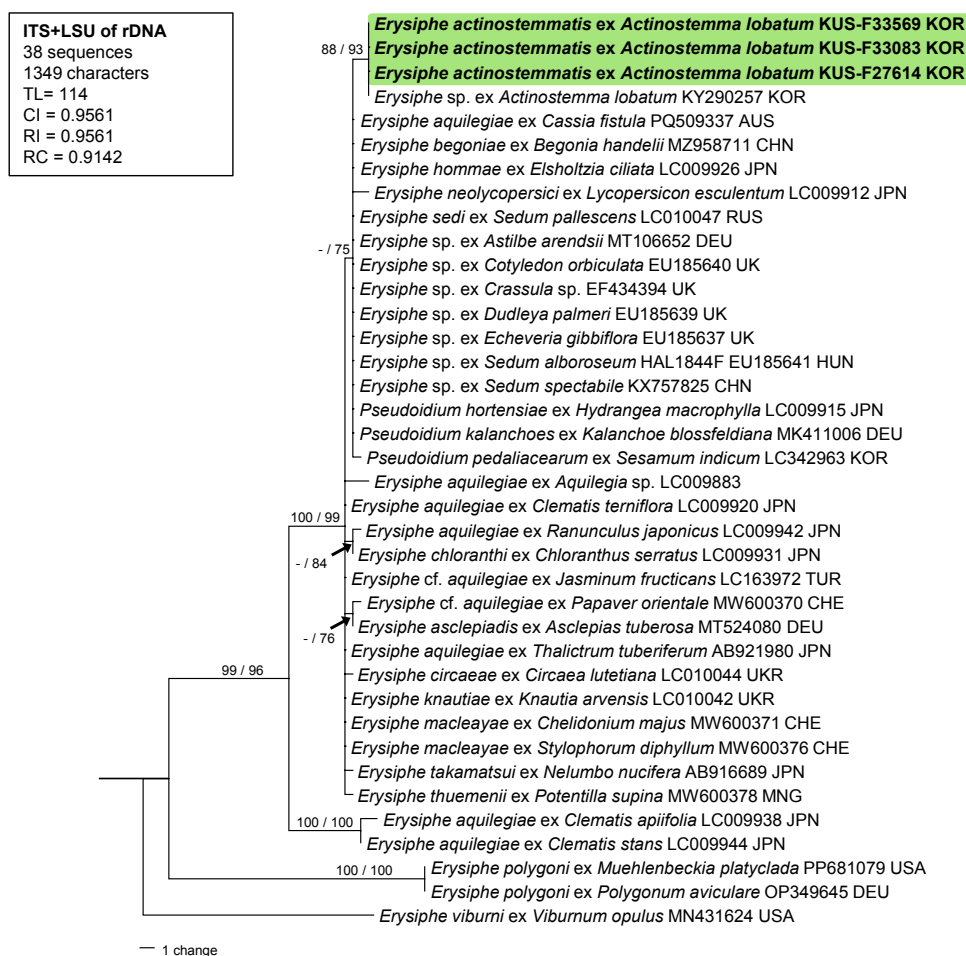 ITS+LSU of rDNA
38 sequences
1349 characters
TL= 114
CI = 0.9561
RI = 0.9561
RC = 0.9142
Erysiphe actinostemmatis ex Actinostemma lobatum KUS-F33569 KOR
88 / 93
Erysiphe actinostemmatis ex Actinostemma lobatum KUS-F33083 KOR
Erysiphe actinostemmatis ex Actinostemma lobatum KUS-F27614 KOR
Erysiphe sp. ex Actinostemma lobatum KY290257 KOR
Erysiphe aquilegiae ex Cassia fistula PQ509337 AUS
Erysiphe begoniae ex Begonia handelii MZ958711 CHN
Erysiphe hommae ex Elsholtzia ciliata LC009926 JPN
Erysiphe neolycopersici ex Lycopersicon esculentum LC009912 JPN
Erysiphe sedi ex Sedum pallescens LC010047 RUS
- / 75
Erysiphe sp. ex Astilbe arendsii MT106652 DEU
Erysiphe sp. ex Cotyledon orbiculata EU185640 UK
Erysiphe sp. ex Crassula sp. EF434394 UK
Erysiphe sp. ex Dudleya palmeri EU185639 UK
Erysiphe sp. ex Echeveria gibbiflora EU185637 UK
Erysiphe sp. ex Sedum alboroseum HAL1844F EU185641 HUN
Erysiphe sp. ex Sedum spectabile KX757825 CHN
Pseudoidium hortensiae ex Hydrangea macrophylla LC009915 JPN
Pseudoidium kalanchoes ex Kalanchoe blossfeldiana MK411006 DEU
Pseudoidium pedaliacearum ex Sesamum indicum LC342963 KOR
Erysiphe aquilegiae ex Aquilegia sp. LC009883
Erysiphe aquilegiae ex Clematis terniflora LC009920 JPN
100 / 99
Erysiphe aquilegiae ex Ranunculus japonicus LC009942 JPN
Erysiphe chloranthi ex Chloranthus serratus LC009931 JPN
- / 84
Erysiphe cf. aquilegiae ex Jasminum fructicans LC163972 TUR
Erysiphe cf. aquilegiae ex Papaver orientale MW600370 CHE
Erysiphe asclepiadis ex Asclepias tuberosa MT524080 DEU
- / 76
Erysiphe aquilegiae ex Thalictrum tuberiferum AB921980 JPN
99 / 96
Erysiphe circaeae ex Circaea lutetiana LC010044 UKR
Erysiphe knautiae ex Knautia arvensis LC010042 UKR
Erysiphe macleayae ex Chelidonium majus MW600371 CHE
Erysiphe macleayae ex Stylophorum diphyllum MW600376 CHE
Erysiphe takamatsui ex Nelumbo nucifera AB916689 JPN
Erysiphe thuemenii ex Potentilla supina MW600378 MNG
100 / 100
Erysiphe aquilegiae ex Clematis apiifolia LC009938 JPN
Erysiphe aquilegiae ex Clematis stans LC009944 JPN
100 / 100
Erysiphe polygoni ex Muehlenbeckia platyclada PP681079 USA
Erysiphe polygoni ex Polygonum aviculare OP349645 DEU
Erysiphe viburni ex Viburnum opulus MN431624 USA
1 change